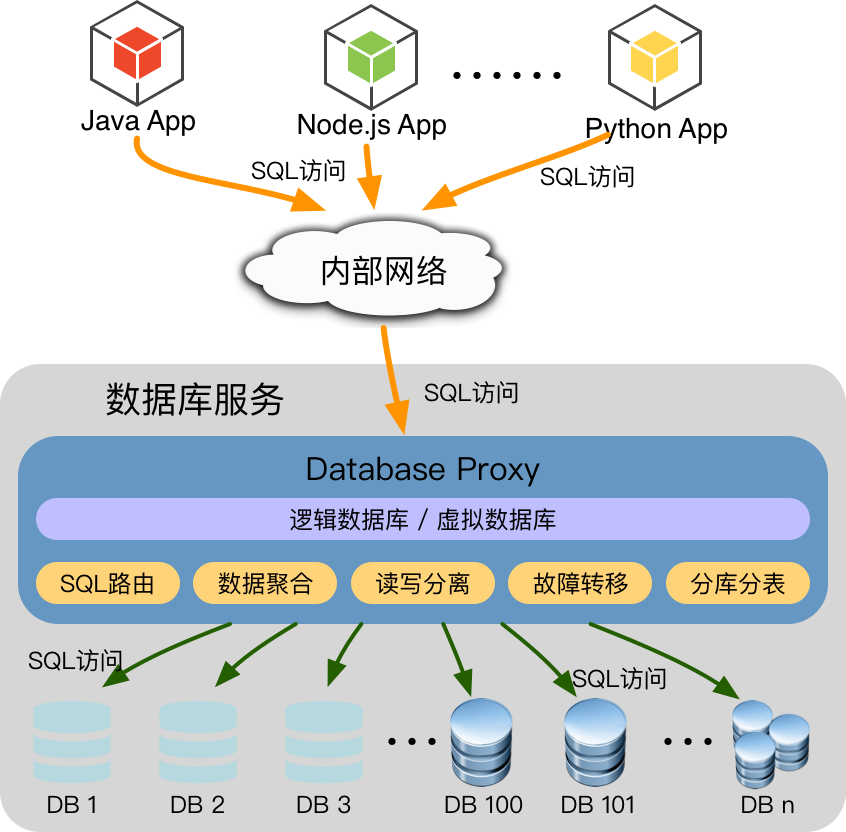 Java App
Node.js App
Python App
SQL访问
SQL访问
内部网络
SQL访问
数据库服务
Database Proxy
逻辑数据库 / 虚拟数据库
SQL路由
数据聚合
读写分离
故障转移
分库分表
SQL访问
SQL访问
DB 1
DB 2
DB 3
DB 100
DB 101
DB n